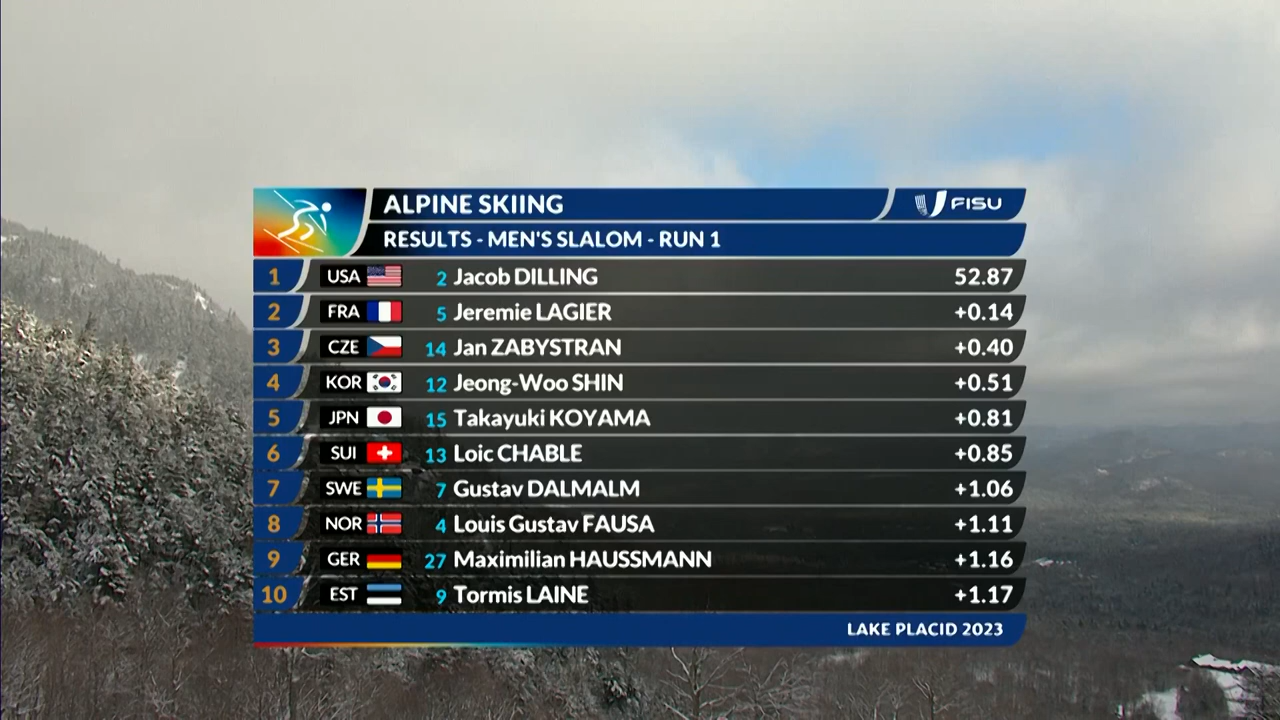 ALPINE SKIING FISU
RESULTS - MEN'S SLALOM - RUN 1
1 USA 2 Jacob DILLING 52.87
2 FRA 5 Jeremie LAGIER +0.14
3 CZE 14 Jan ZABYSTRAN +0.40
4 KOR 12 Jeong-Woo SHIN +0.51
5 JPN 15 Takayuki KOYAMA +0.81
6 SUI 13 Loic CHABLE +0.85
7 SWE 7 Gustav DALMALM +1.06
8 NOR 4 Louis Gustav FAUSA +1.11
9 GER 27 Maximilian HAUSSMANN +1.16
10 EST 9 Tormis LAINE +1.17
LAKE PLACID 2023